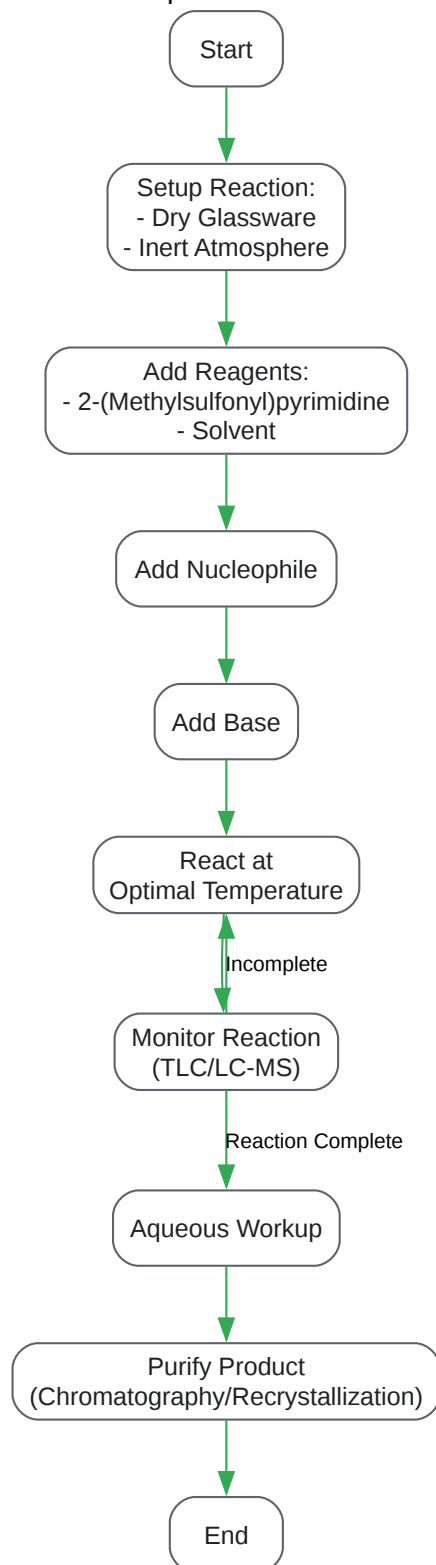 Start
Setup Reaction:
- Dry Glassware
- Inert Atmosphere
Add Reagents:
- 2-(Methylsulfonyl)pyrimidine
- Solvent
Add Nucleophile
Add Base
React at
Optimal Temperature
Incomplete
Monitor Reaction
(TLC/LC-MS)
Reaction Complete
Aqueous Workup
Purify Product
(Chromatography/Recrystallization)
End